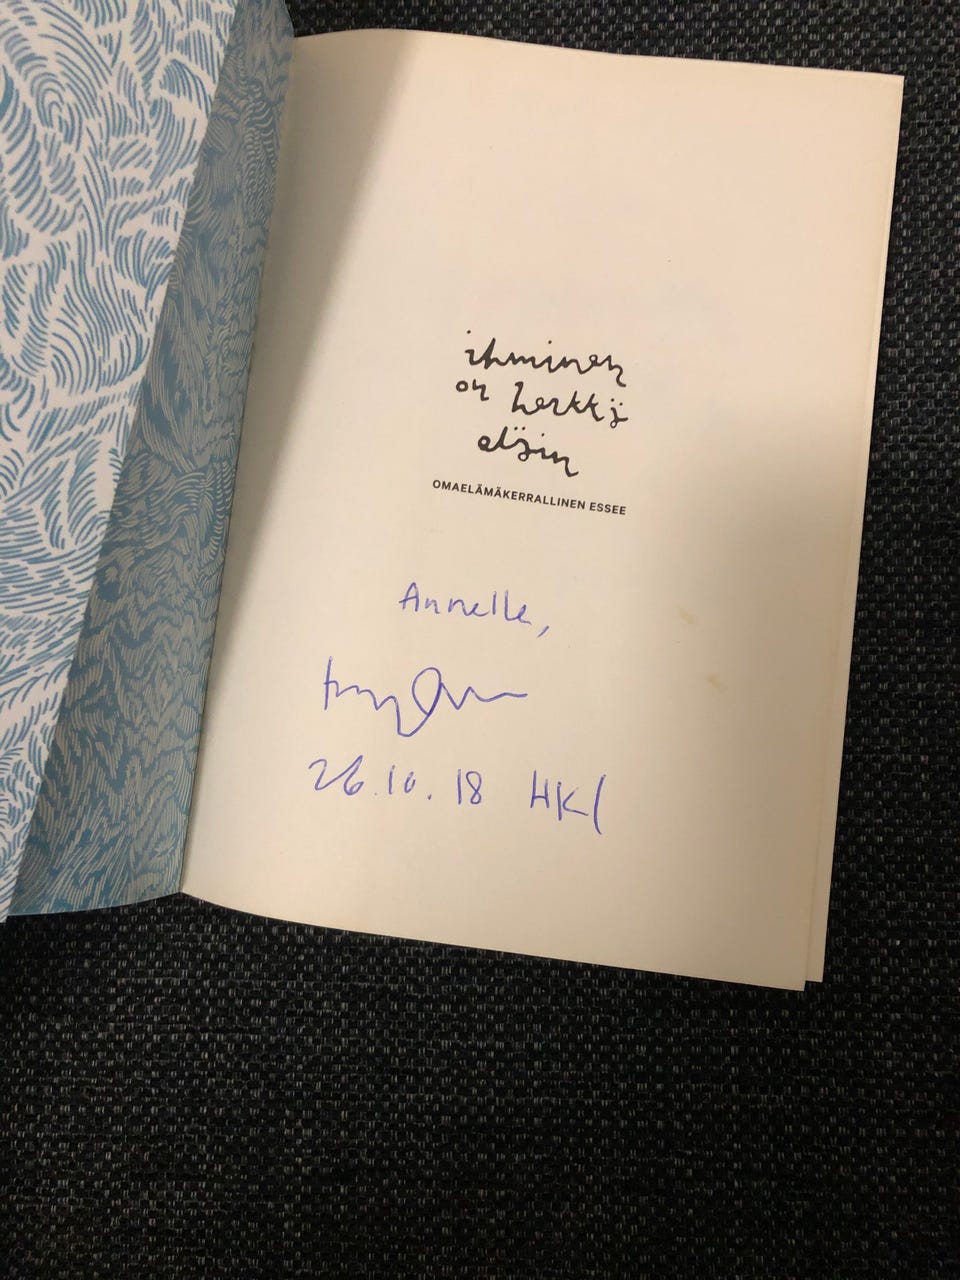 ihminen
on herkkä
eläin
OMAELÄMÄKERRALLINEN ESSEE
Annelle,
26.10.18 HKI